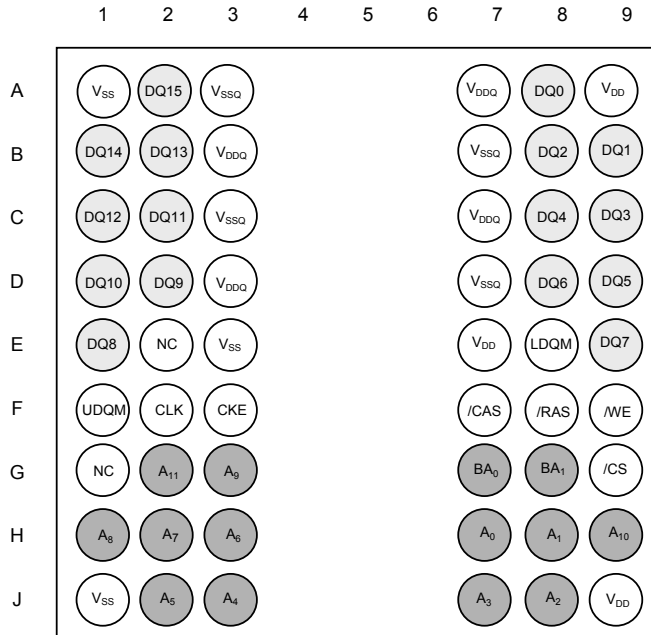 1 2 3 4 5 6 7 8 9
A VSS DQ15 VSSQ VDDQ DQ0 VDD
B DQ14 DQ13 VDDQ VSSQ DQ2 DQ1
C DQ12 DQ11 VSSQ VDDQ DQ4 DQ3
D DQ10 DQ9 VDDQ VSSQ DQ6 DQ5
E DQ8 NC VSS VDD LDQM DQ7
F UDQM CLK CKE /CAS /RAS /WE
G NC A11 A9 BA0 BA1 /CS
H A8 A7 A6 A0 A1 A10
J VSS A5 A4 A3 A2 VDD